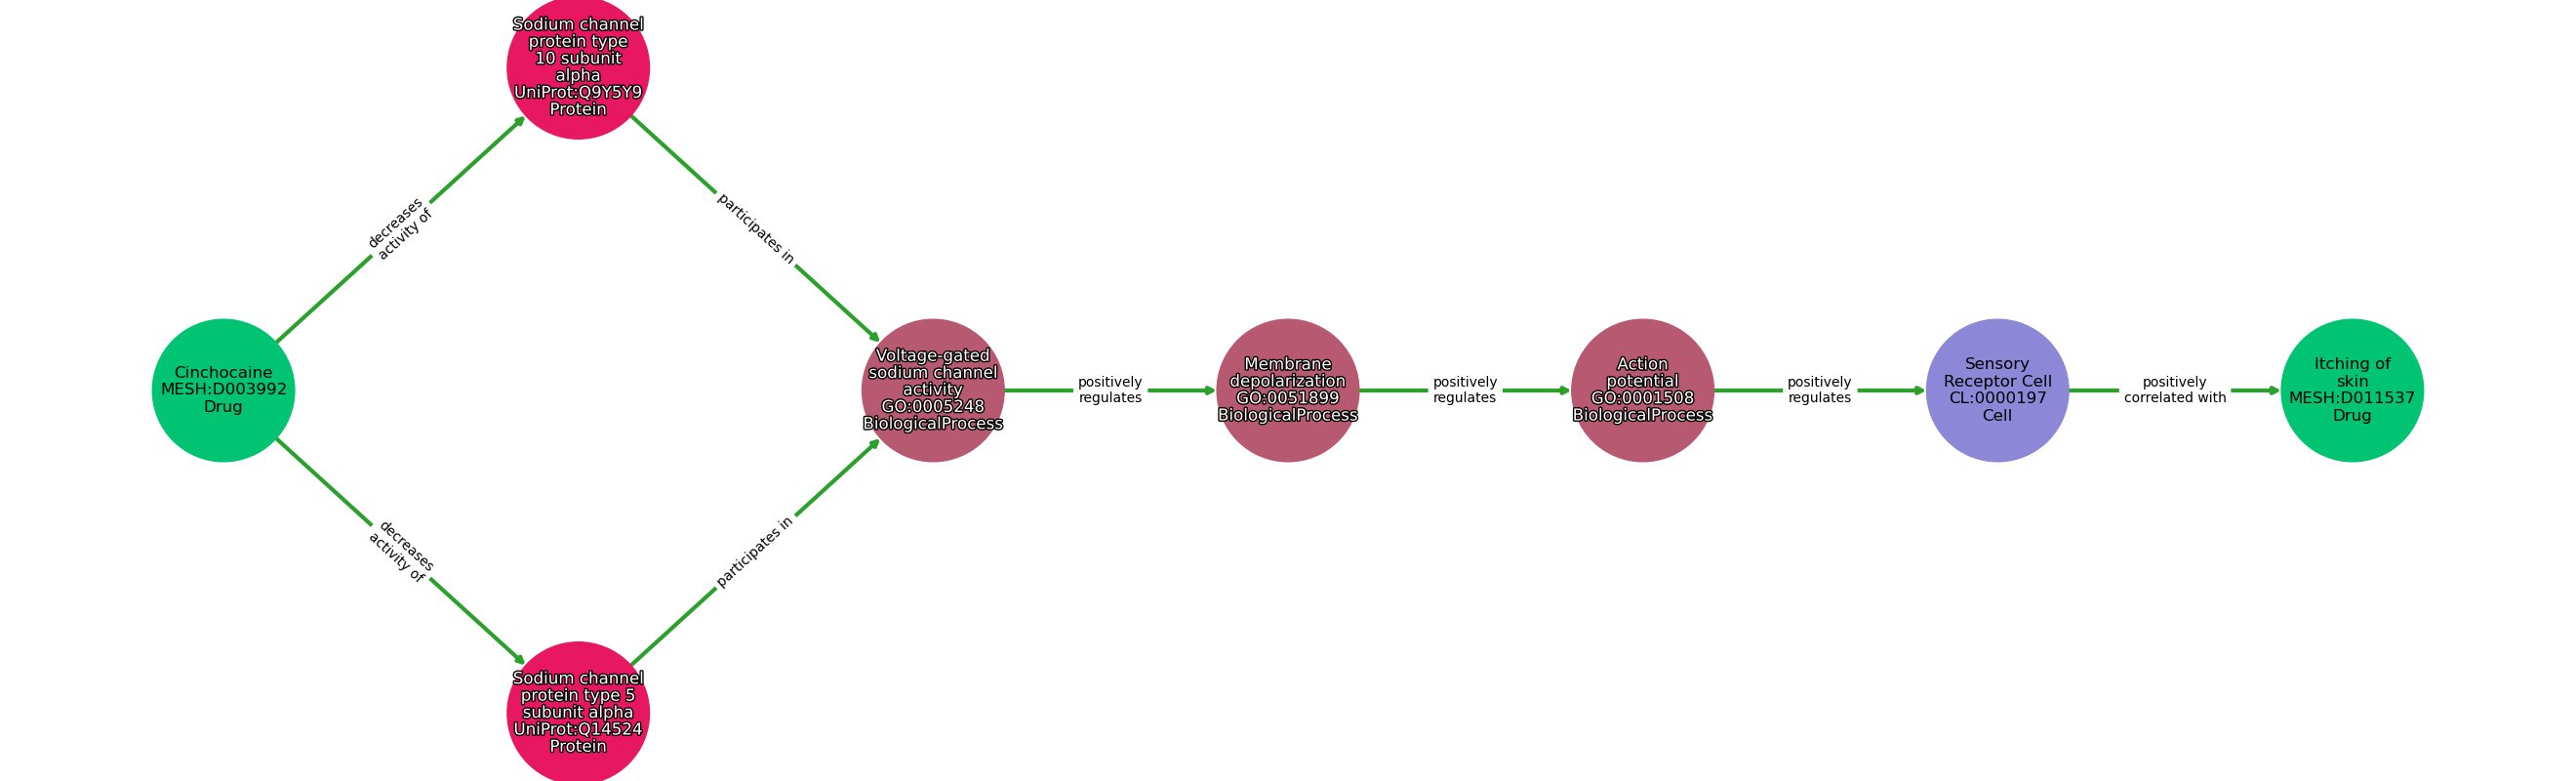 Sodium channel
protein type
10 subunit
alpha
UniProt:Q9Y5Y9
Protein
decreases
activity of
participates in
Cinchocaine
MESH:D003992
Drug
Voltage-gated
sodium channel
activity
GO:0005248
BiologicalProcess
positively
regulates
Membrane
depolarization
GO:0051899
BiologicalProcess
positively
regulates
Action
potential
GO:0001508
BiologicalProcess
positively
regulates
Sensory
Receptor Cell
CL:0000197
Cell
positively
correlated with
Itching of
skin
MESH:D011537
Drug
decreases
activity of
participates in
Sodium channel
protein type 5
subunit alpha
UniProt:Q14524
Protein